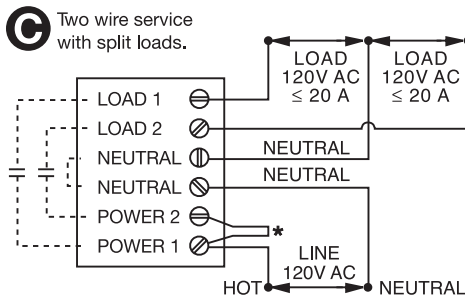 C Two wire service
with split loads.
LOAD
120V AC
≤ 20 A
LOAD
120V AC
≤ 20 A
LOAD 1
LOAD 2
NEUTRAL
NEUTRAL
NEUTRAL
NEUTRAL
POWER 2
POWER 1
*
LINE
120V AC
HOT
NEUTRAL